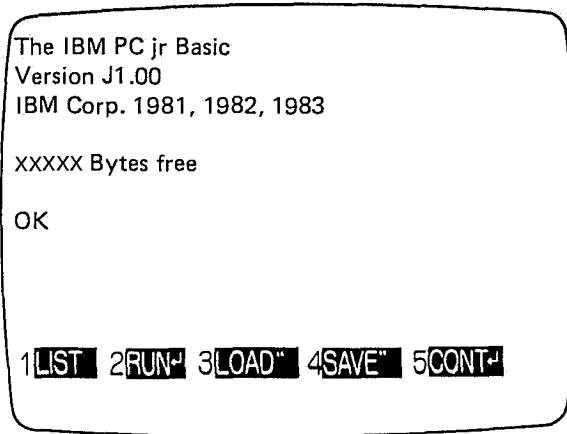 The IBM PC jr Basic
Version J1.00
IBM Corp. 1981, 1982, 1983
xxxxx Bytes free
OK
1LIST 2RUN↵ 3LOAD" 4SAVE" 5CONT↵